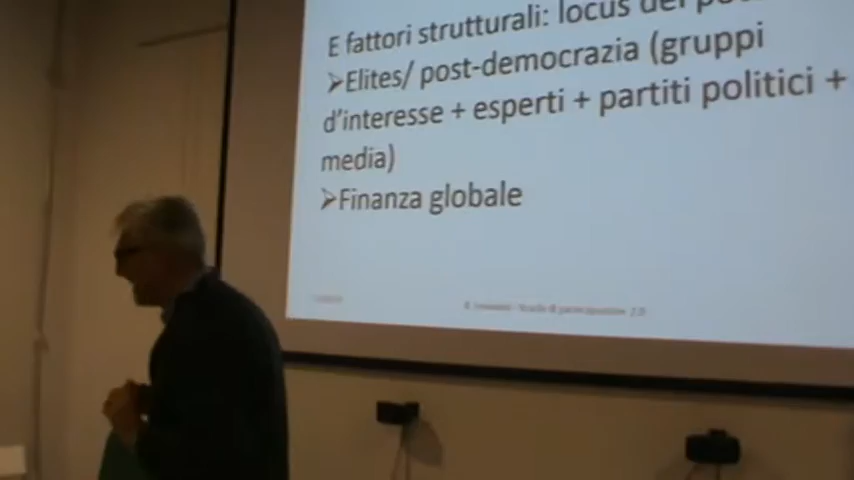 E fattori strutturali: locus del
➢Elites/ post-democrazia (gruppi
d'interesse + esperti + partiti politici +
media)
➢Finanza globale